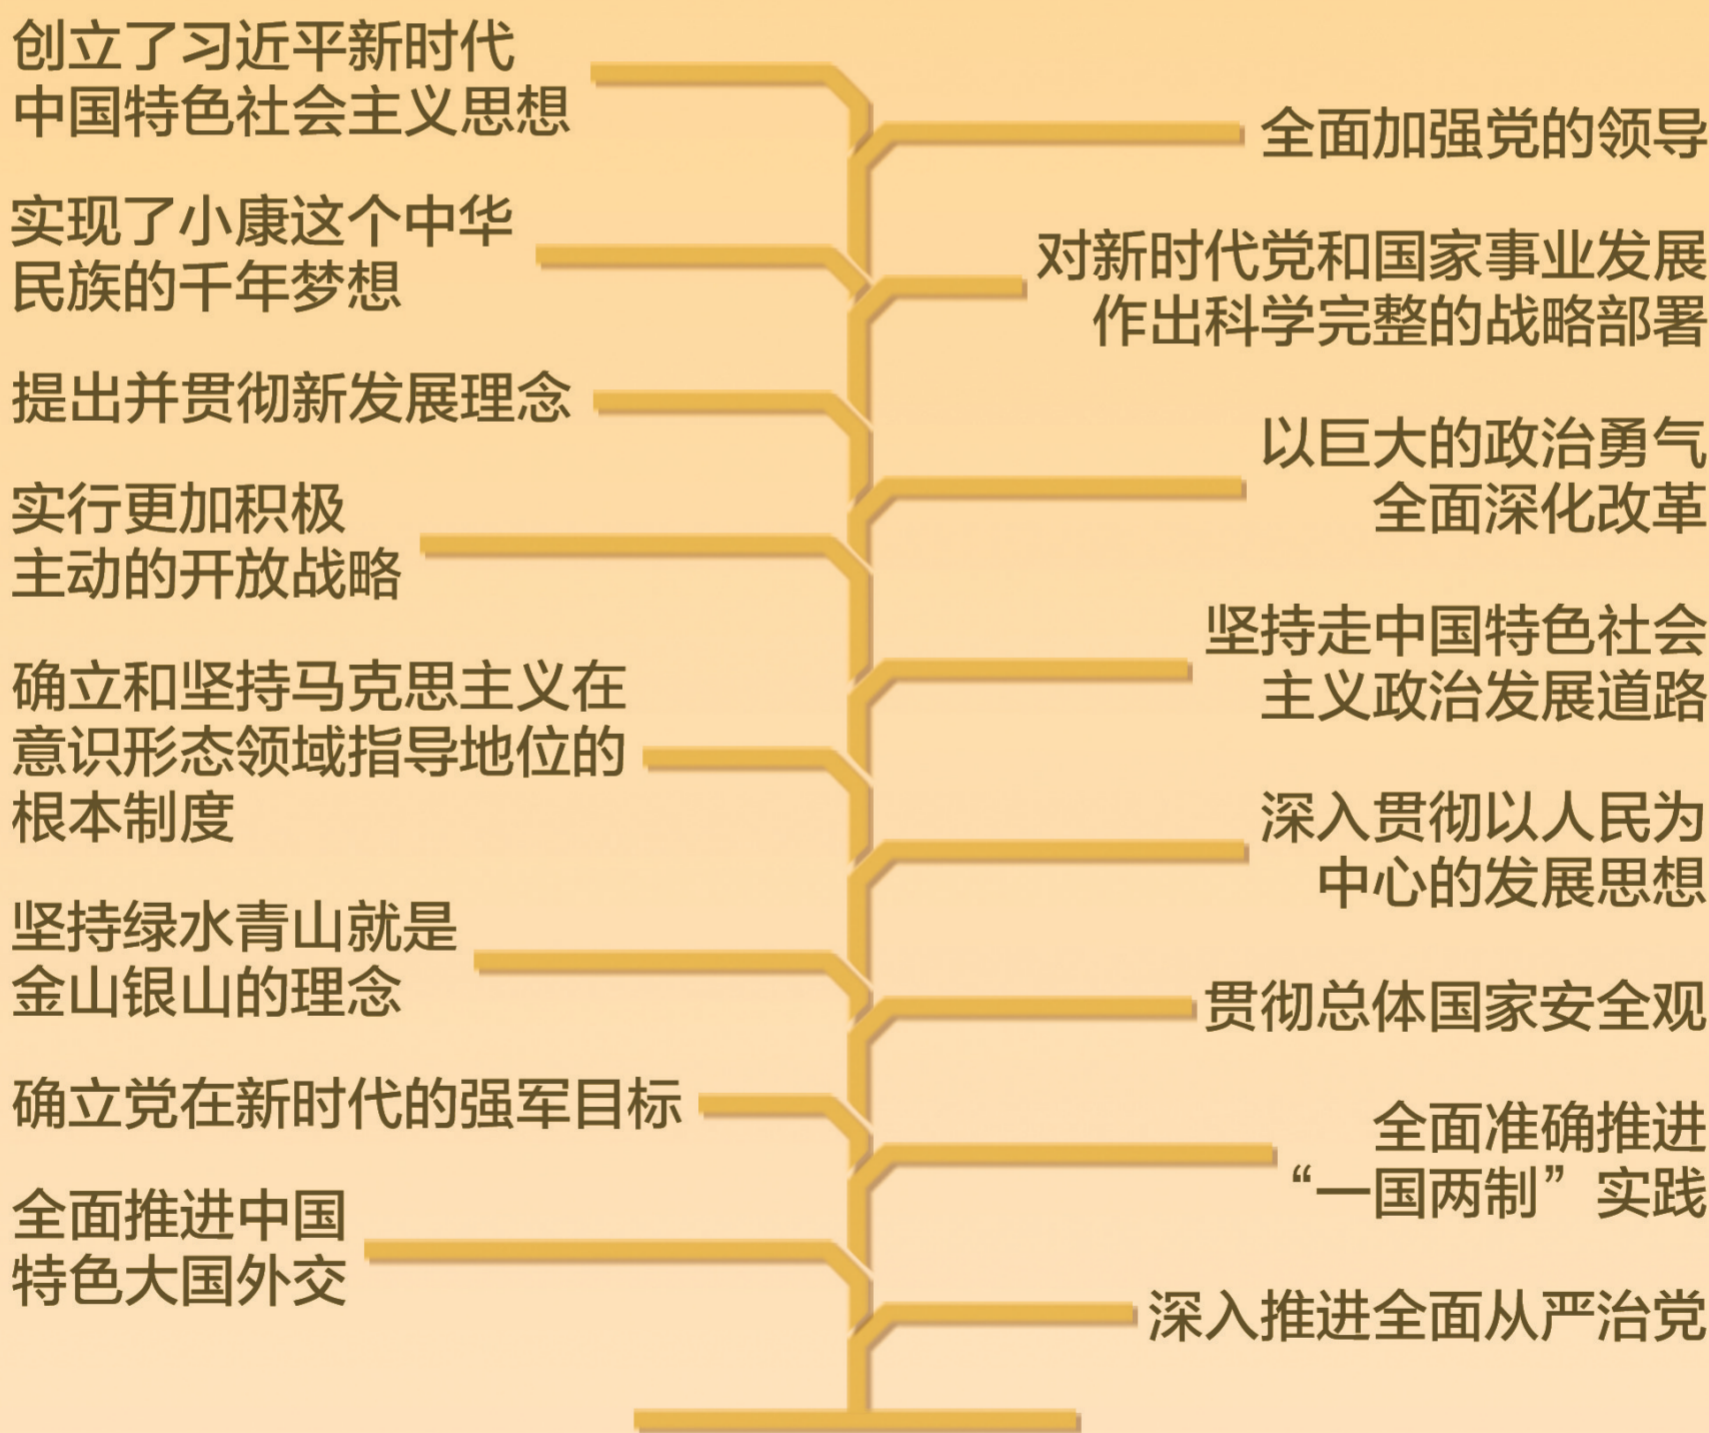 创立了习近平新时代
中国特色社会主义思想
全面加强党的领导
实现了小康这个中华
民族的千年梦想
对新时代党和国家事业发展
作出科学完整的战略部署
提出并贯彻新发展理念
以巨大的政治勇气
全面深化改革
实行更加积极
主动的开放战略
坚持走中国特色社会
主义政治发展道路
确立和坚持马克思主义在
意识形态领域指导地位的
根本制度
深入贯彻以人民为
中心的发展思想
坚持绿水青山就是
金山银山的理念
贯彻总体国家安全观
确立党在新时代的强军目标
全面准确推进
“一国两制”实践
全面推进中国
特色大国外交
深入推进全面从严治党